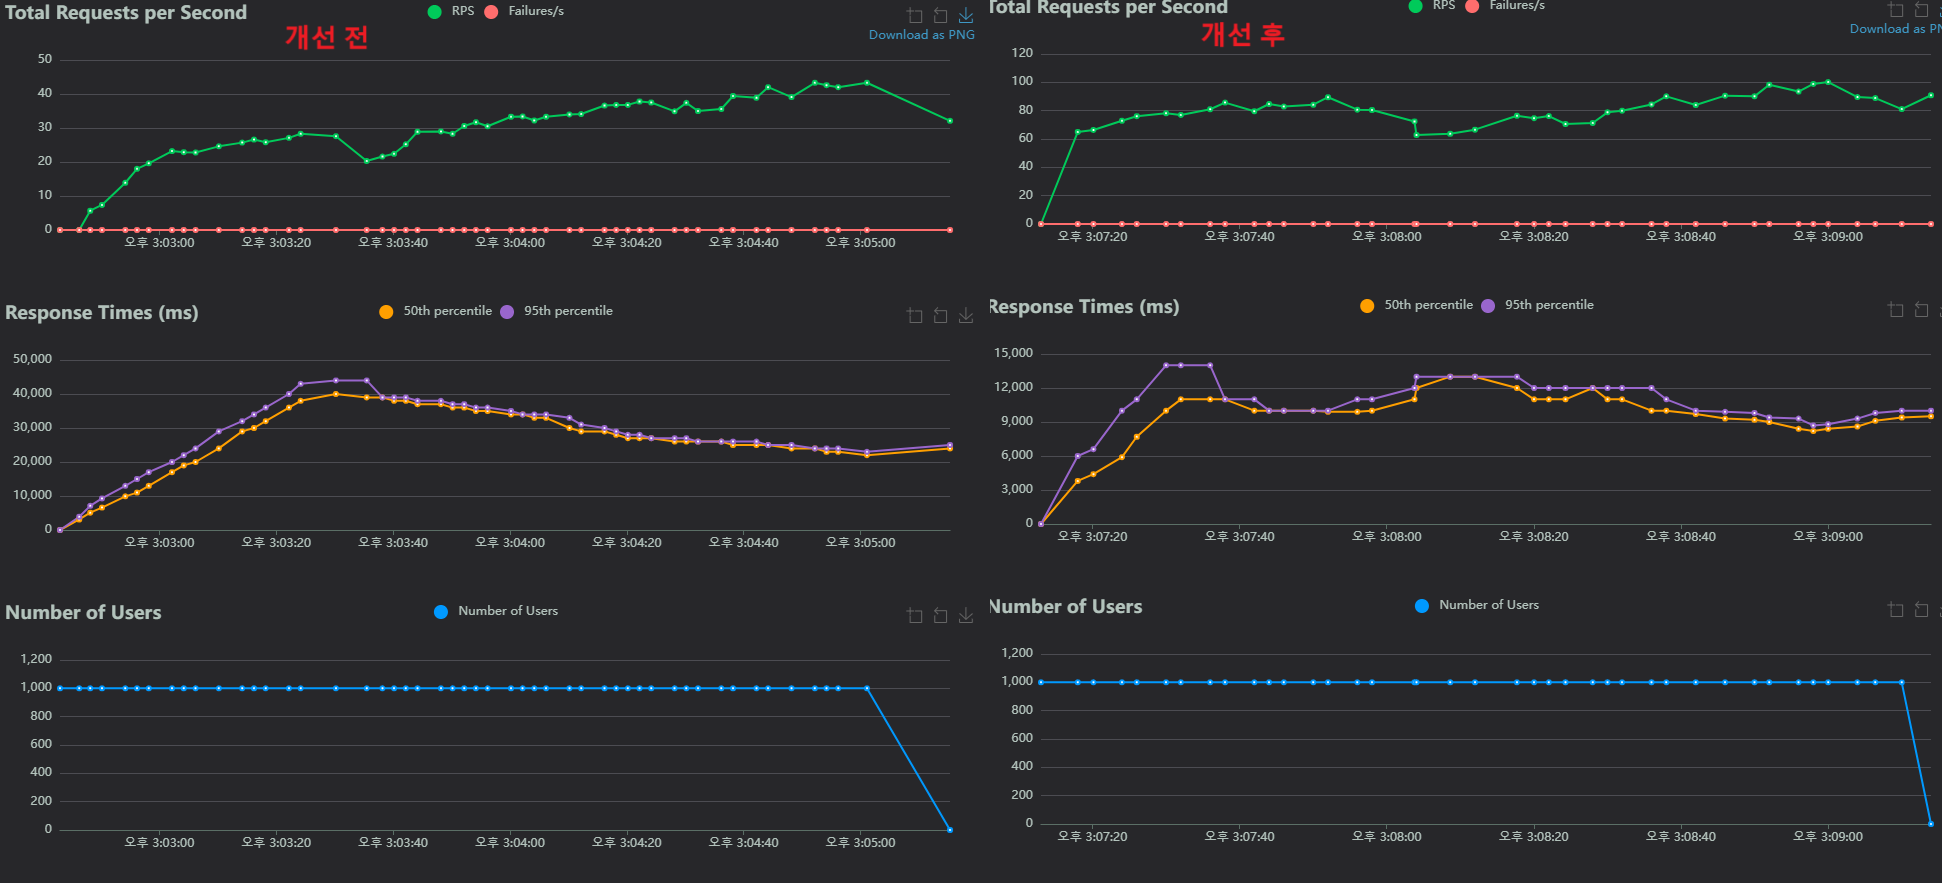 Total Requests per Second
RPS
Failures/s
개선 전
Download as PNG
50
40
30
20
10
0
오후 3:03:00
오후 3:03:20
오후 3:03:40
오후 3:04:00
오후 3:04:20
오후 3:04:40
오후 3:05:00
Response Times (ms)
50th percentile
95th percentile
50,000
40,000
30,000
20,000
10,000
0
오후 3:03:00
오후 3:03:20
오후 3:03:40
오후 3:04:00
오후 3:04:20
오후 3:04:40
오후 3:05:00
Number of Users
Number of Users
1,200
1,000
800
600
400
200
0
오후 3:03:00
오후 3:03:20
오후 3:03:40
오후 3:04:00
오후 3:04:20
오후 3:04:40
오후 3:05:00
Total Requests per Second
RPS
Failures/s
개선 후
Download as PN
120
100
80
60
40
20
0
오후 3:07:20
오후 3:07:40
오후 3:08:00
오후 3:08:20
오후 3:08:40
오후 3:09:00
Response Times (ms)
50th percentile
95th percentile
15,000
12,000
9,000
6,000
3,000
0
오후 3:07:20
오후 3:07:40
오후 3:08:00
오후 3:08:20
오후 3:08:40
오후 3:09:00
Number of Users
Number of Users
1,200
1,000
800
600
400
200
0
오후 3:07:20
오후 3:07:40
오후 3:08:00
오후 3:08:20
오후 3:08:40
오후 3:09:00